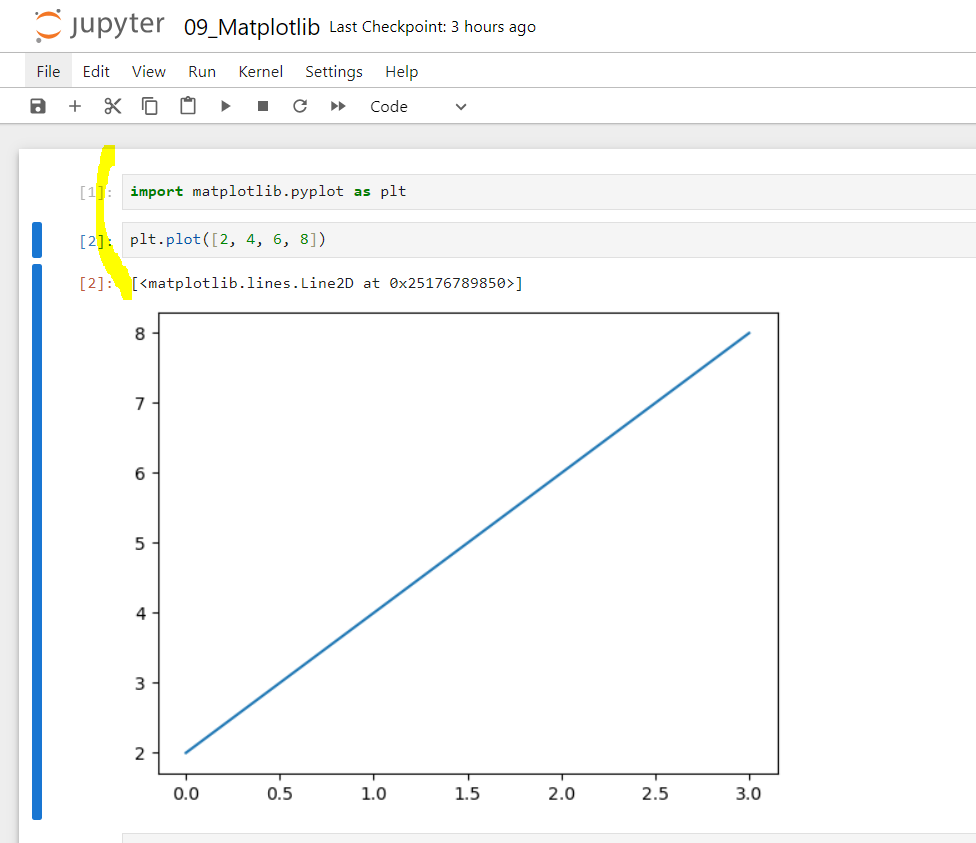 jupyter 09_Matplotlib Last Checkpoint: 3 hours ago
File Edit View Run Kernel Settings Help
Code
[1]: import matplotlib.pyplot as plt
[2]: plt.plot([2, 4, 6, 8])
[2]: [<matplotlib.lines.Line2D at 0x25176789850>]
8
7
6
5
4
3
2
0.0 0.5 1.0 1.5 2.0 2.5 3.0